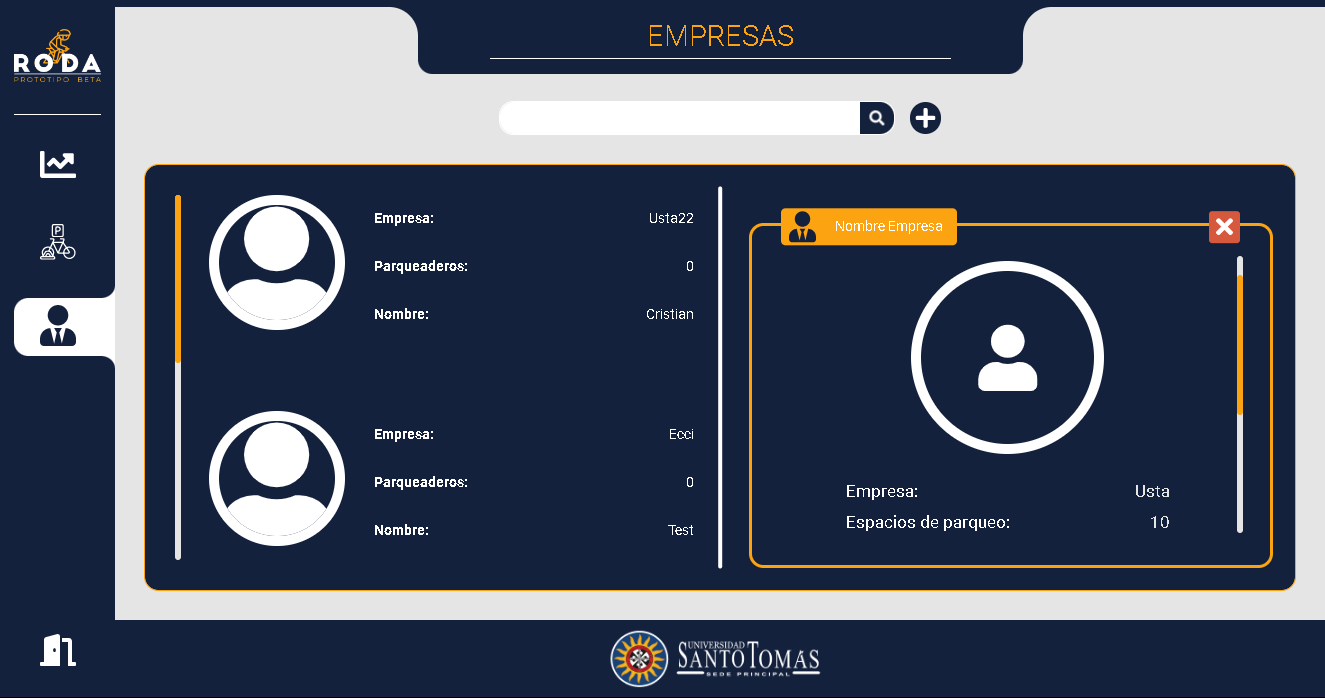 RODA
PROTOTIPO BETA
EMPRESAS
P
Empresa: Usta22
Parqueaderos: 0
Nombre: Cristian
Empresa: Ecci
Parqueaderos: 0
Nombre: Test
Nombre Empresa
Empresa: Usta
Espacios de parqueo: 10
UNIVERSIDAD
SANTO TOMAS
SEDE PRINCIPAL